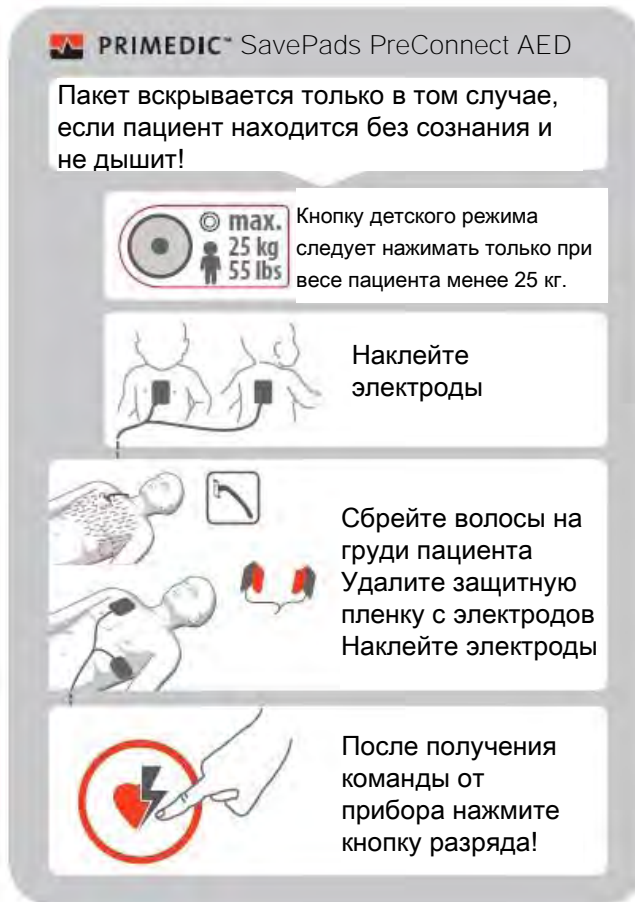 PRIMEDIC™ SavePads PreConnect AED
Пакет вскрывается только в том случае,
если пациент находится без сознания и
не дышит!
max.
25 kg
55 lbs
Кнопку детского режима
следует нажимать только при
весе пациента менее 25 кг.
Наклейте
электроды
Сбрейте волосы на
груди пациента
Удалите защитную
пленку с электродов
Наклейте электроды
После получения
команды от
прибора нажмите
кнопку разряда!